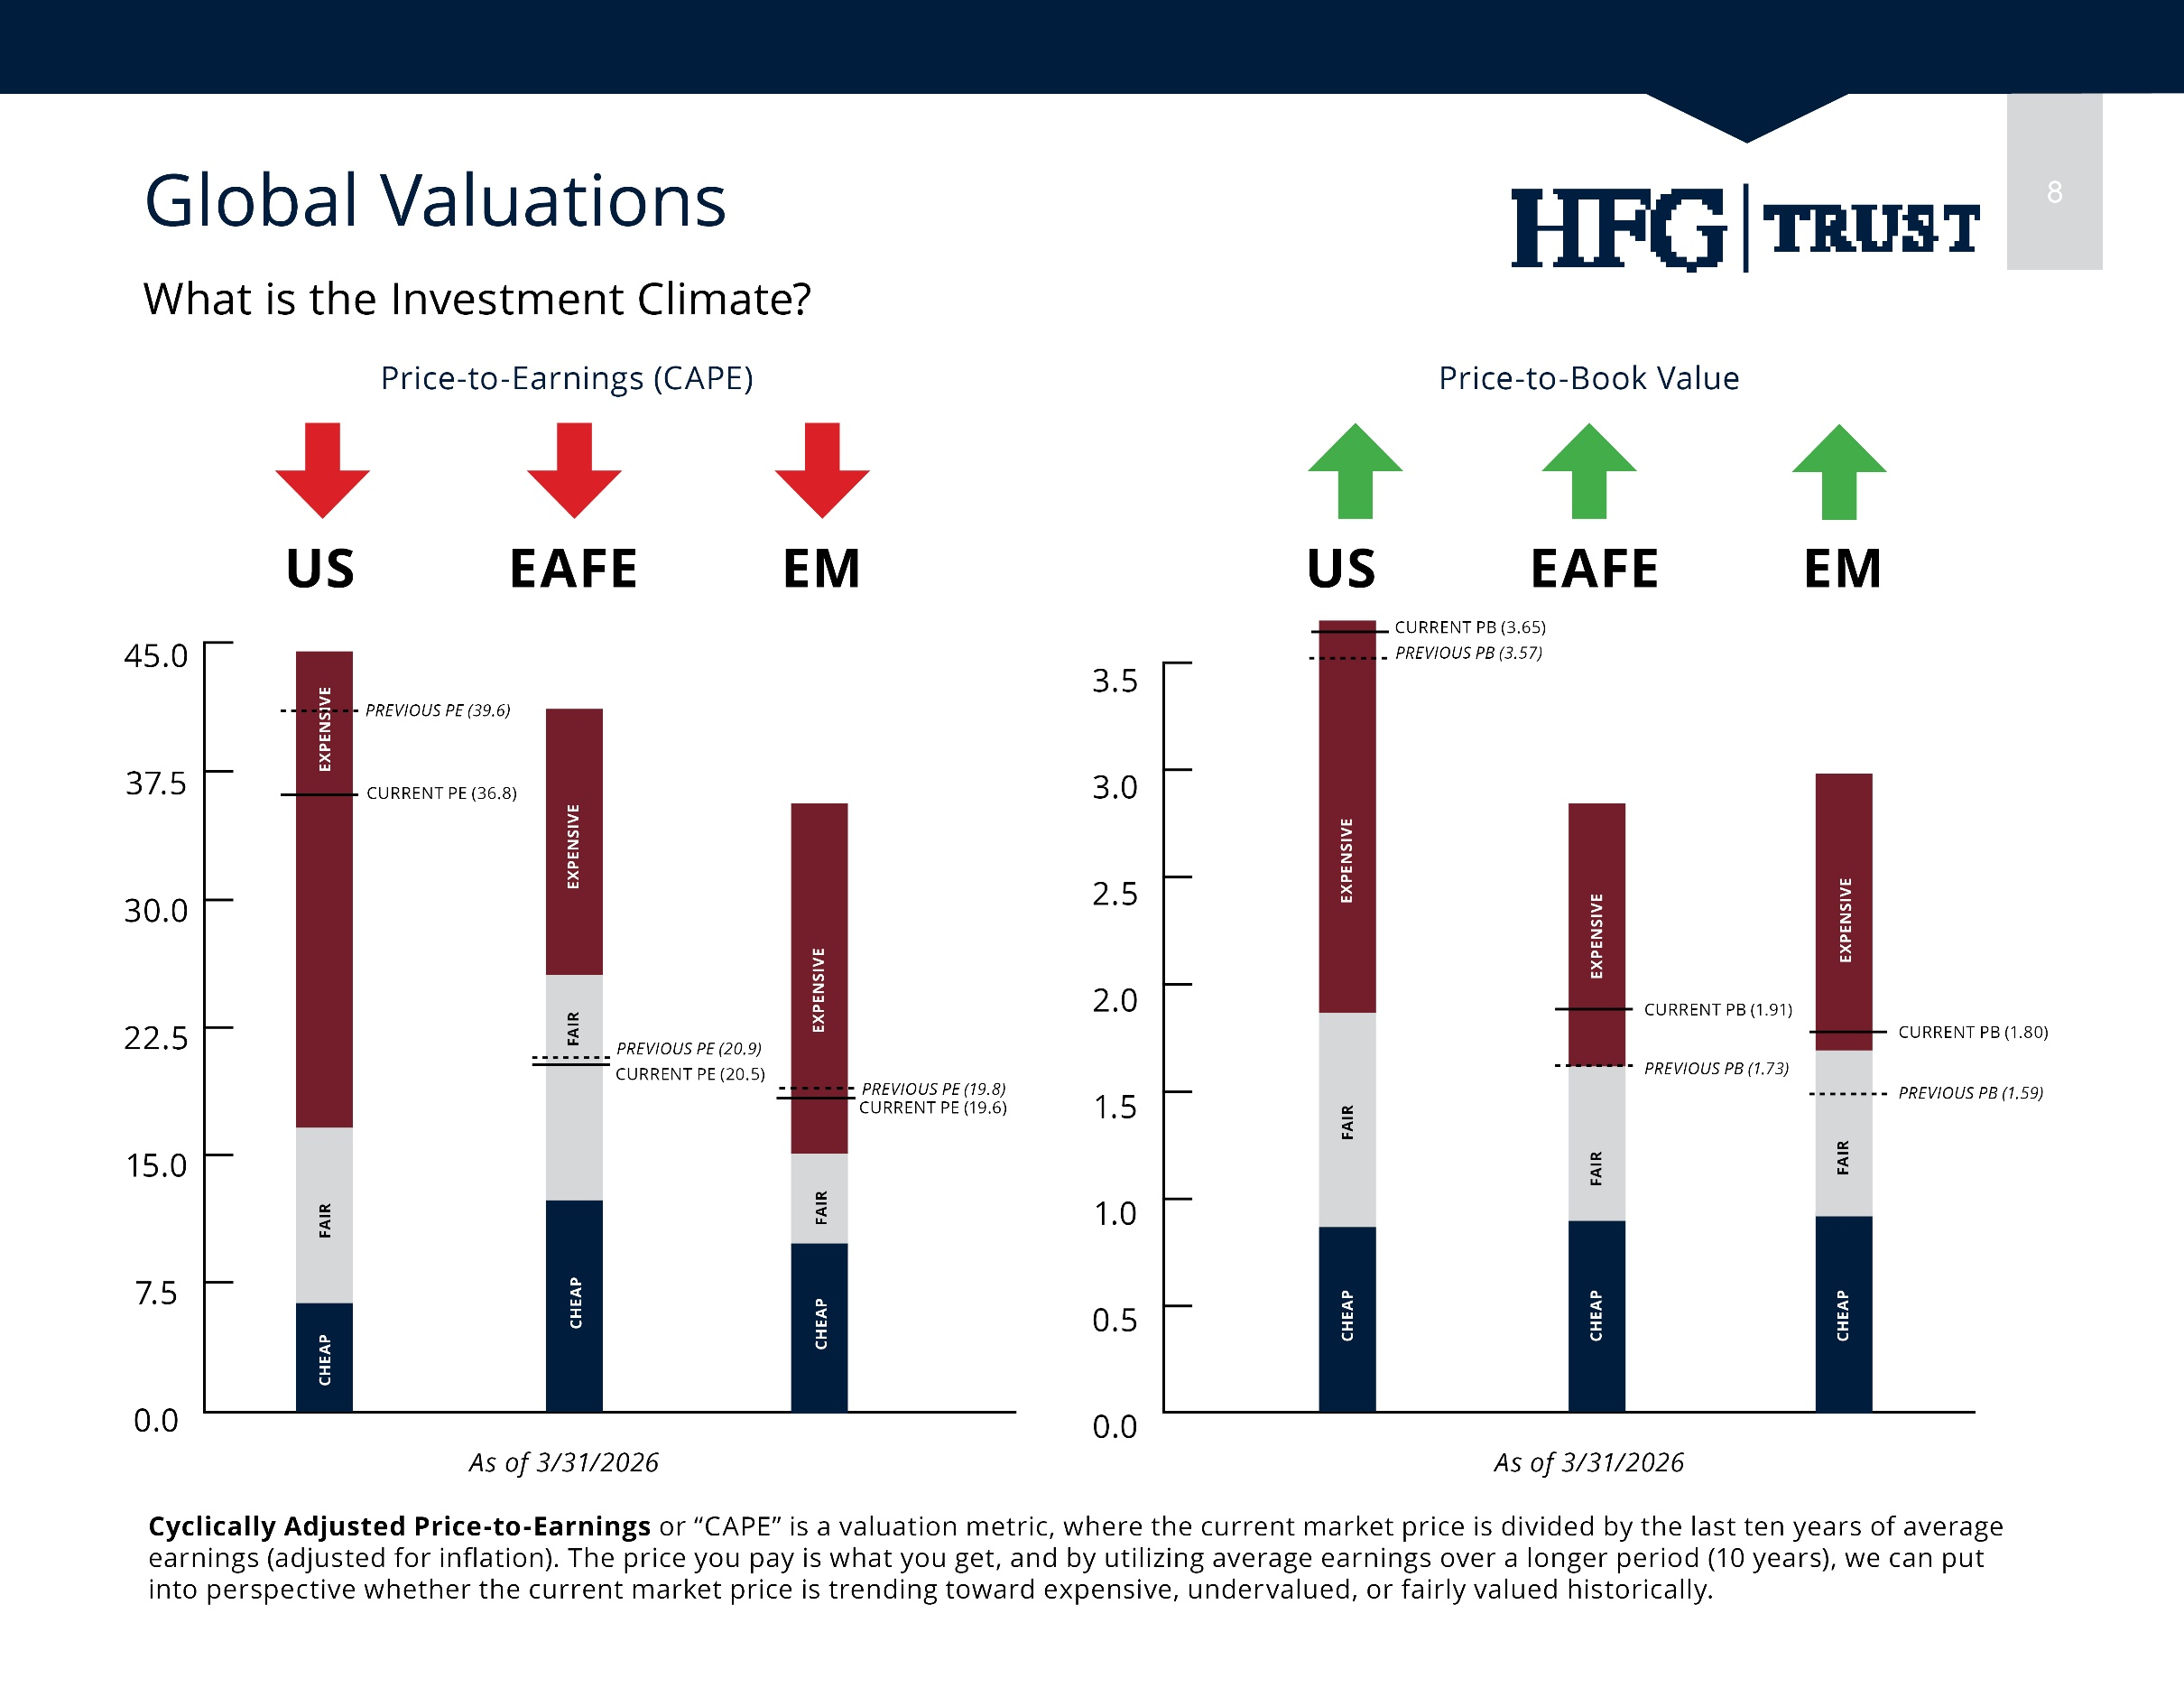 8
Global Valuations
HFG | TRUST
What is the Investment Climate?
Price-to-Earnings (CAPE)
US
EAFE
EM
45.0
37.5
30.0
22.5
15.0
7.5
0.0
EXPENSIVE
FAIR
CHEAP
PREVIOUS PE (39.6)
CURRENT PE (36.8)
EXPENSIVE
FAIR
CHEAP
PREVIOUS PE (20.9)
CURRENT PE (20.5)
EXPENSIVE
FAIR
CHEAP
PREVIOUS PE (19.8)
CURRENT PE (19.6)
As of 3/31/2026
Price-to-Book Value
US
EAFE
EM
3.5
3.0
2.5
2.0
1.5
1.0
0.5
0.0
EXPENSIVE
FAIR
CHEAP
CURRENT PB (3.65)
PREVIOUS PB (3.57)
EXPENSIVE
FAIR
CHEAP
CURRENT PB (1.91)
PREVIOUS PB (1.73)
EXPENSIVE
FAIR
CHEAP
CURRENT PB (1.80)
PREVIOUS PB (1.59)
As of 3/31/2026
Cyclically Adjusted Price-to-Earnings or “CAPE” is a valuation metric, where the current market price is divided by the last ten years of average
earnings (adjusted for inflation). The price you pay is what you get, and by utilizing average earnings over a longer period (10 years), we can put
into perspective whether the current market price is trending toward expensive, undervalued, or fairly valued historically.